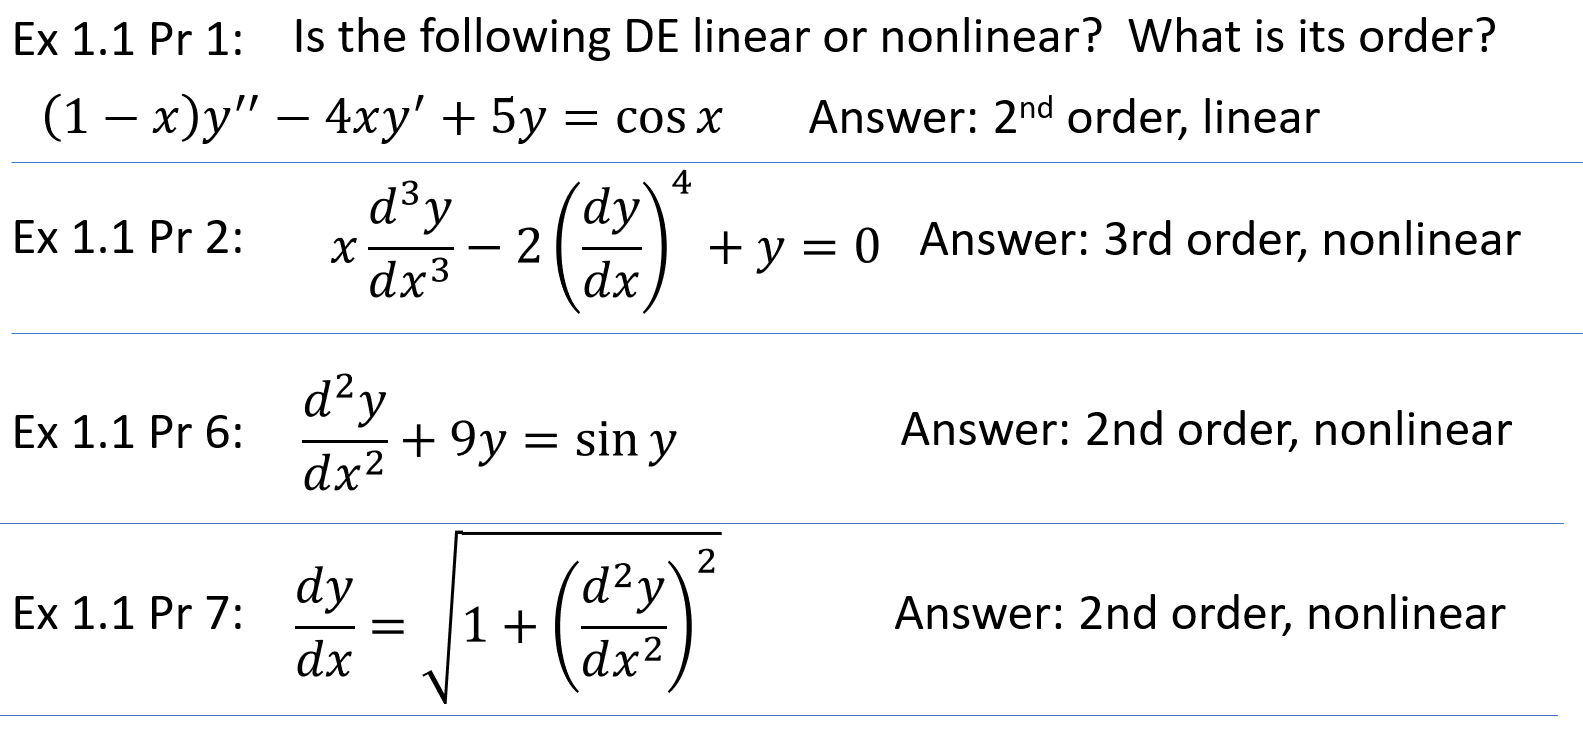 Ex 1.1 Pr 1: Is the following DE linear or nonlinear? What is its order?
(1 − x)y′′ − 4xy′ + 5y = cos x Answer: 2nd order, linear
Ex 1.1 Pr 2: x d³y/dx³ − 2(dy/dx)⁴ + y = 0 Answer: 3rd order, nonlinear
Ex 1.1 Pr 6: d²y/dx² + 9y = sin y Answer: 2nd order, nonlinear
Ex 1.1 Pr 7: dy/dx = √(1 + (d²y/dx²)²) Answer: 2nd order, nonlinear